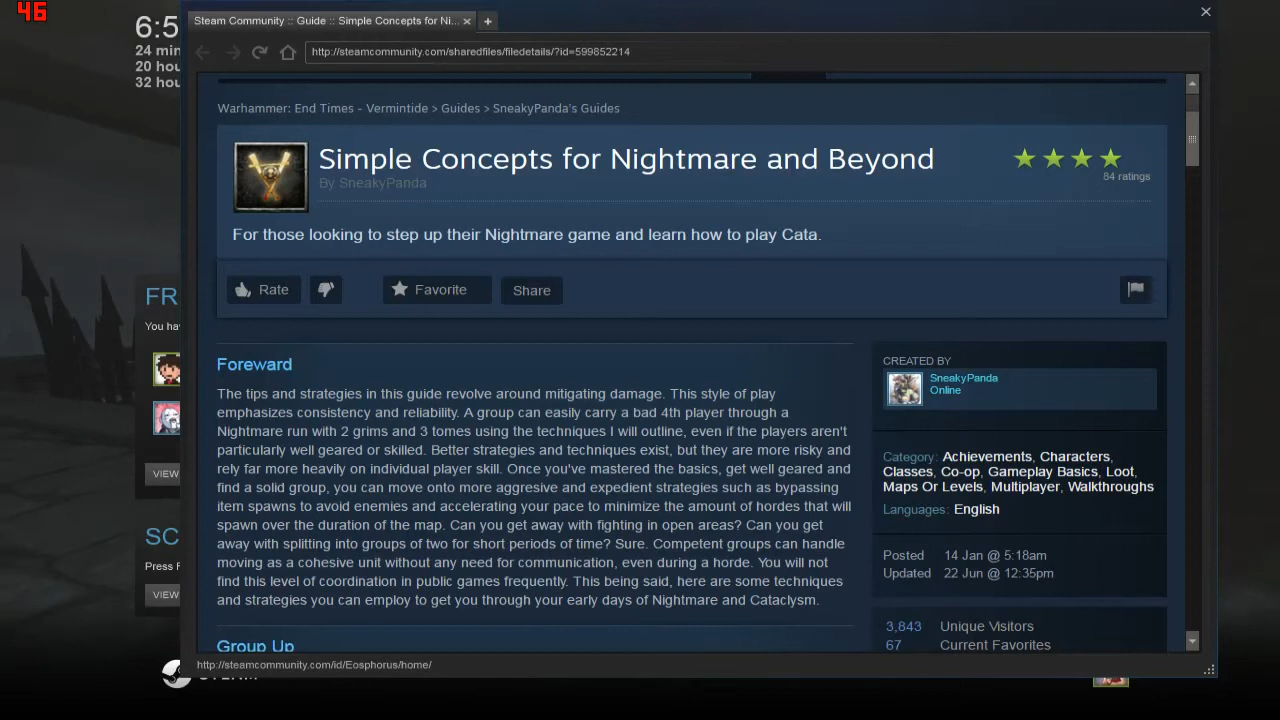 46
6:5
24 min
20 hou
32 hou
Steam Community :: Guide :: Simple Concepts for Ni...
http://steamcommunity.com/sharedfiles/filedetails/?id=599852214
Warhammer: End Times - Vermintide > Guides > SneakyPanda's Guides
Simple Concepts for Nightmare and Beyond
By SneakyPanda
84 ratings
For those looking to step up their Nightmare game and learn how to play Cata.
Rate
Favorite
Share
FR
You hav
VIEW
SC
Press F
VIEW
Foreward
The tips and strategies in this guide revolve around mitigating damage. This style of play
emphasizes consistency and reliability. A group can easily carry a bad 4th player through a
Nightmare run with 2 grims and 3 tomes using the techniques I will outline, even if the players aren't
particularly well geared or skilled. Better strategies and techniques exist, but they are more risky and
rely far more heavily on individual player skill. Once you've mastered the basics, get well geared and
find a solid group, you can move onto more aggresive and expedient strategies such as bypassing
item spawns to avoid enemies and accelerating your pace to minimize the amount of hordes that will
spawn over the duration of the map. Can you get away with fighting in open areas? Can you get
away with splitting into groups of two for short periods of time? Sure. Competent groups can handle
moving as a cohesive unit without any need for communication, even during a horde. You will not
find this level of coordination in public games frequently. This being said, here are some techniques
and strategies you can employ to get you through your early days of Nightmare and Cataclysm.
Group Up
CREATED BY
SneakyPanda
Online
Category: Achievements, Characters,
Classes, Co-op, Gameplay Basics, Loot,
Maps Or Levels, Multiplayer, Walkthroughs
Languages: English
Posted 14 Jan @ 5:18am
Updated 22 Jun @ 12:35pm
3,843 Unique Visitors
67 Current Favorites
http://steamcommunity.com/id/Eosphorus/home/